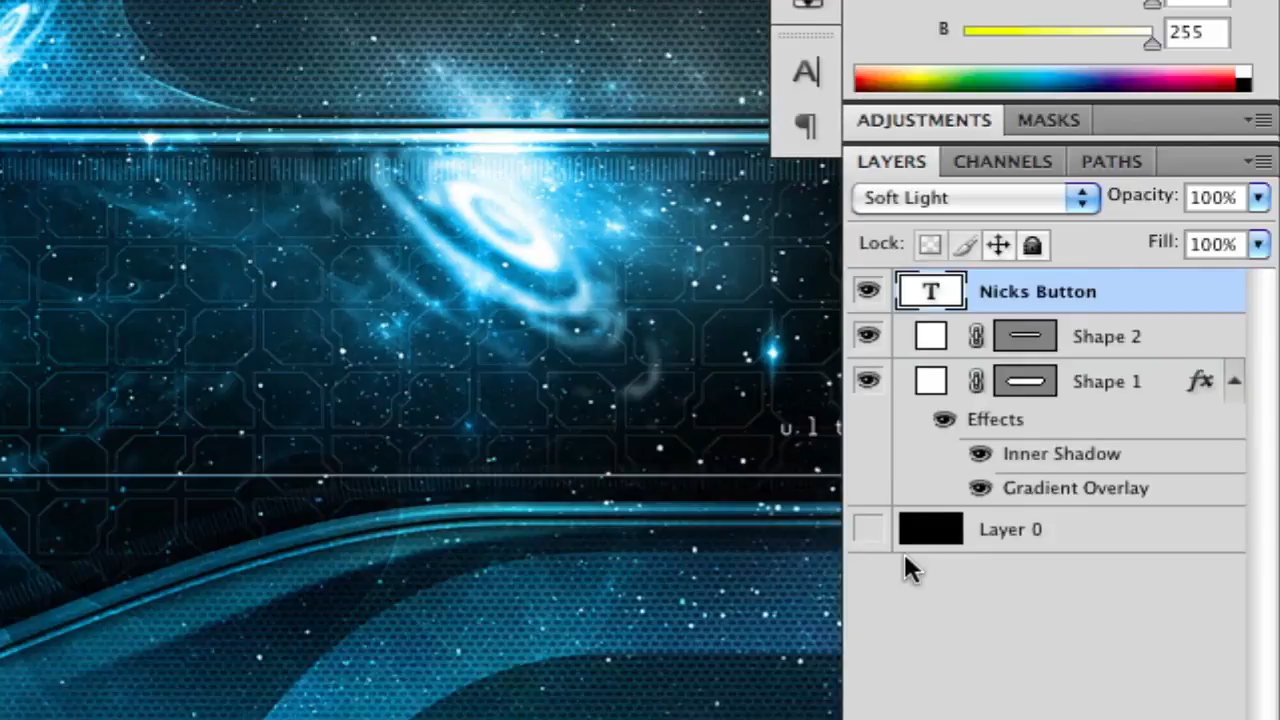 B 255
A
¶
ADJUSTMENTS MASKS
LAYERS CHANNELS PATHS
Soft Light Opacity: 100%
Lock: Fill: 100%
T Nicks Button
Shape 2
Shape 1 fx
Effects
Inner Shadow
u l t
Gradient Overlay
Layer 0